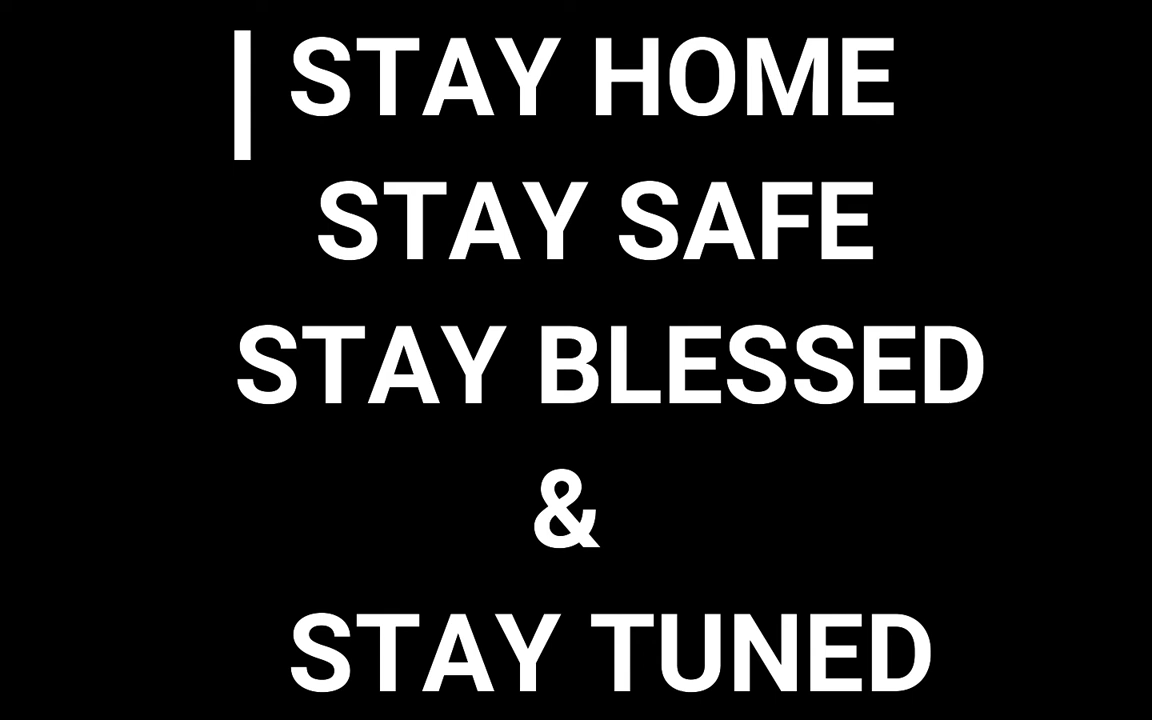 | STAY HOME
STAY SAFE
STAY BLESSED
&
STAY TUNED